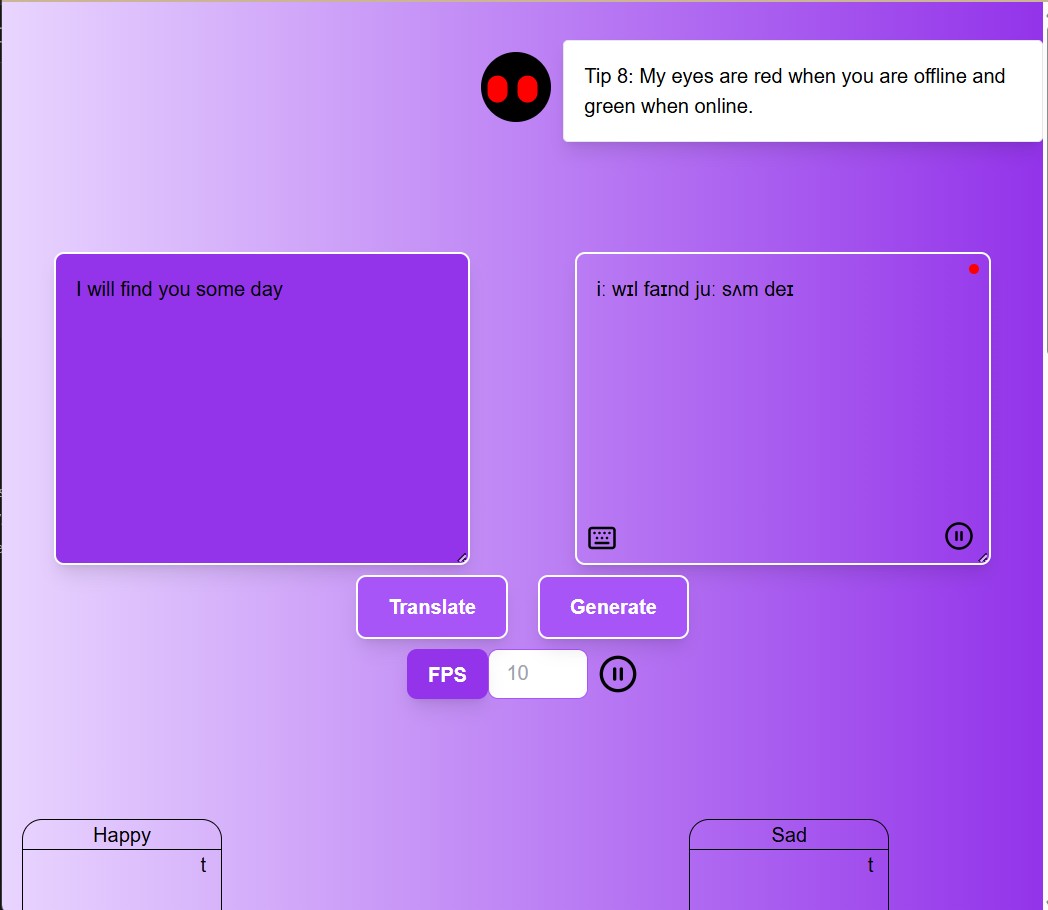 Tip 8: My eyes are red when you are offline and
green when online.
I will find you some day
iː wɪl faɪnd juː sʌm deɪ
Translate
Generate
FPS
10
Happy
Sad
t
t